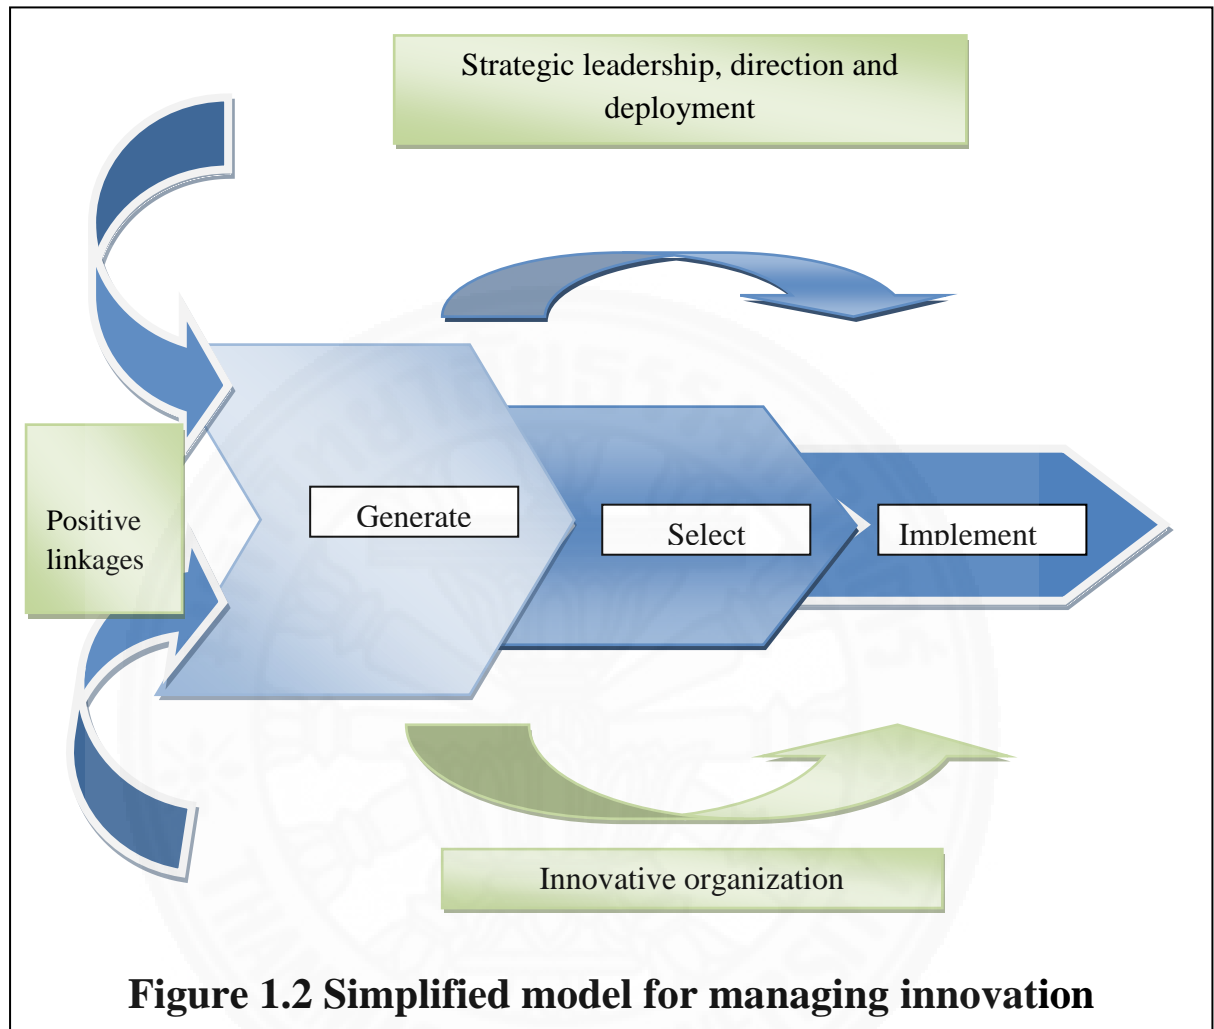 Strategic leadership, direction and
deployment
Positive
linkages
Generate
Select
Implement
Innovative organization
Figure 1.2 Simplified model for managing innovation